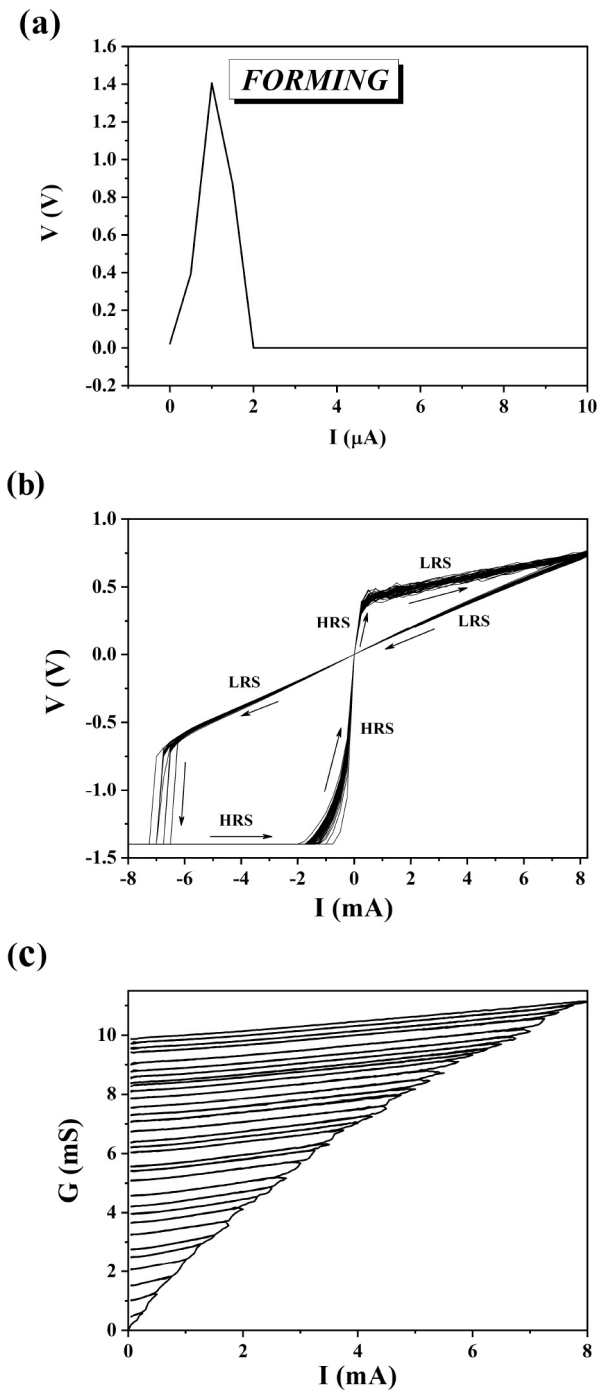 (a)
FORMING
1.6
1.4
1.2
1.0
0.8
0.6
0.4
0.2
0.0
-0.2
V (V)
0 2 4 6 8 10
I (μA)
(b)
1.0
0.5
0.0
-0.5
-1.0
-1.5
V (V)
LRS
HRS
LRS
LRS
HRS
HRS
-8 -6 -4 -2 0 2 4 6 8
I (mA)
(c)
10
8
6
4
2
0
G (mS)
0 2 4 6 8
I (mA)